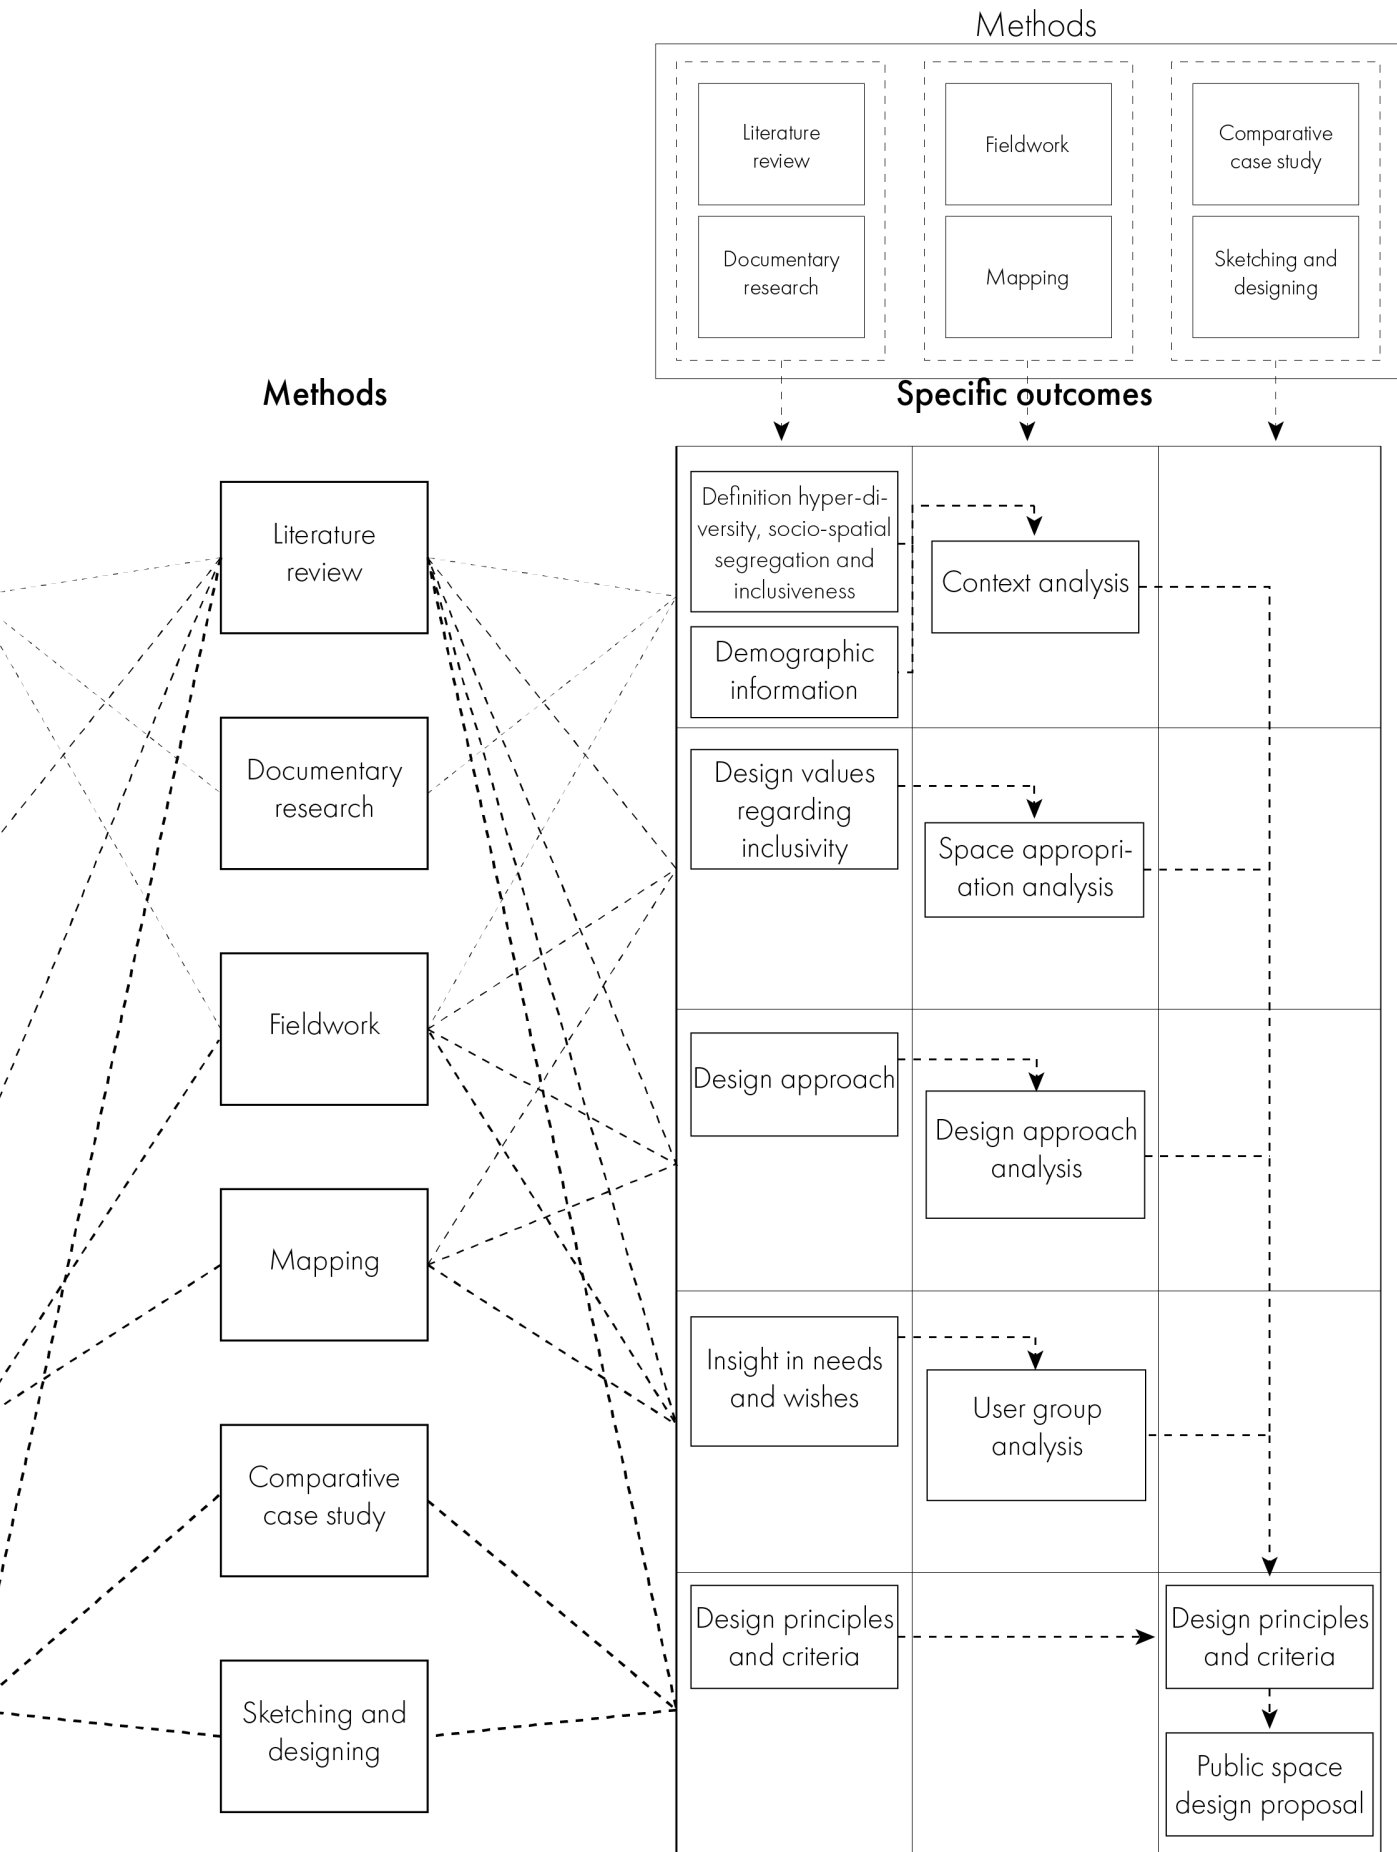 Methods
Literature
review
Fieldwork
Comparative
case study
Documentary
research
Mapping
Sketching and
designing
Methods
Specific outcomes
Literature
review
Documentary
research
Fieldwork
Mapping
Comparative
case study
Sketching and
designing
Definition hyper-di-
versity, socio-spatial
segregation and
inclusiveness
Context analysis
Demographic
information
Design values
regarding
inclusivity
Space appropri-
ation analysis
Design approach
Design approach
analysis
Insight in needs
and wishes
User group
analysis
Design principles
and criteria
Design principles
and criteria
Public space
design proposal